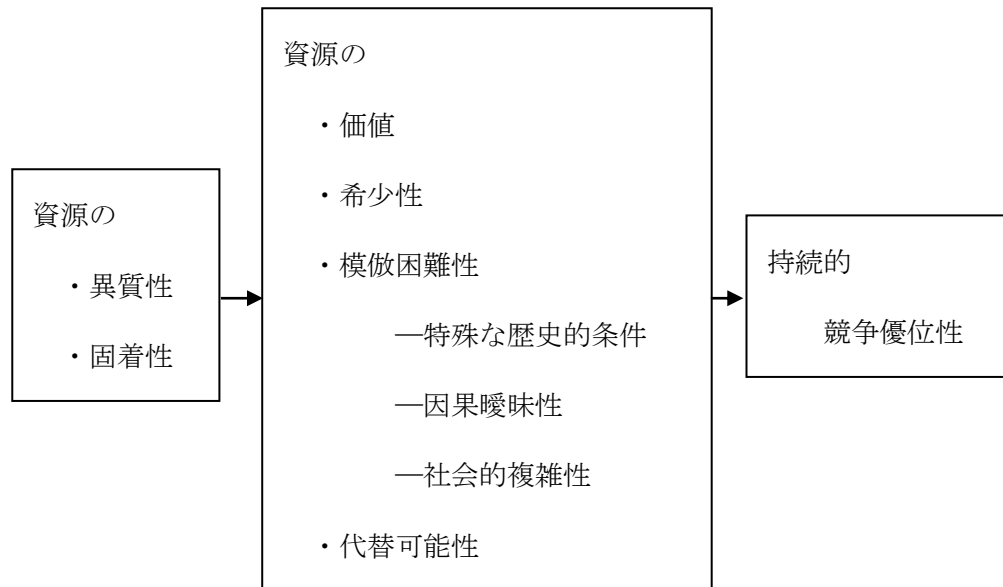 資源の
・異質性
・固着性
資源の
・価値
・希少性
・模倣困難性
―特殊な歴史的条件
―因果曖昧性
―社会的複雑性
・代替可能性
持続的
競争優位性